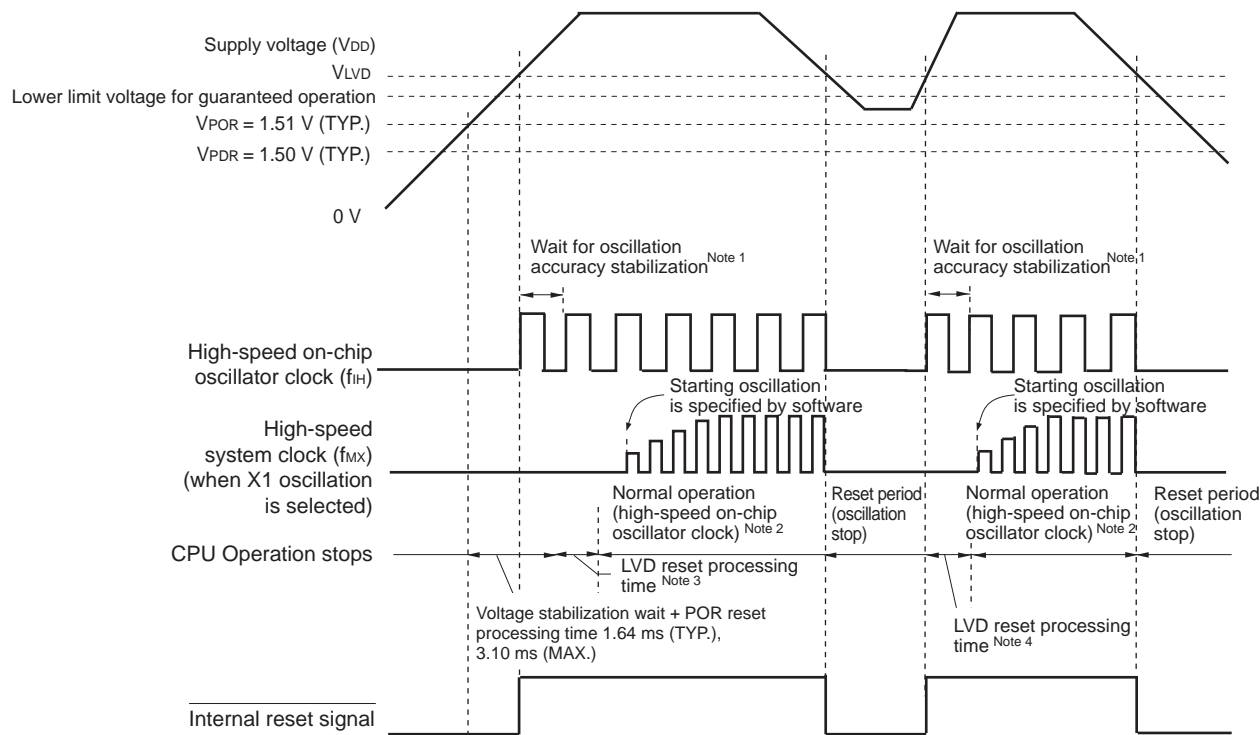 Supply voltage (VDD)
VLVD
Lower limit voltage for guaranteed operation
VPOR = 1.51 V (TYP.)
VPDR = 1.50 V (TYP.)
0 V
Wait for oscillation
accuracy stabilization Note 1
Wait for oscillation
accuracy stabilization Note 1
High-speed on-chip
oscillator clock (fIH)
Starting oscillation
is specified by software
Starting oscillation
is specified by software
High-speed
system clock (fMX)
(when X1 oscillation
is selected)
Normal operation
(high-speed on-chip
oscillator clock) Note 2
Reset period
(oscillation
stop)
Normal operation
(high-speed on-chip
oscillator clock) Note 2
Reset period
(oscillation
stop)
CPU Operation stops
LVD reset processing
time Note 3
Voltage stabilization wait + POR reset
processing time 1.64 ms (TYP.),
3.10 ms (MAX.)
LVD reset processing
time Note 4
Internal reset signal